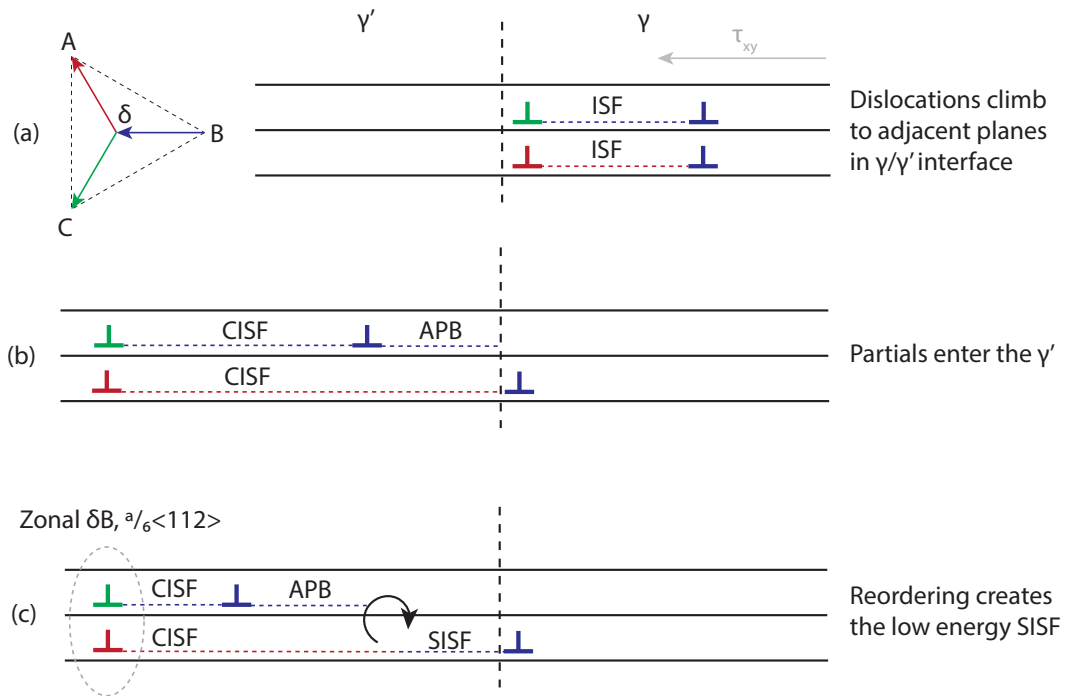 γ'
γ
τxy
A
δ
B
C
(a)
ISF
ISF
Dislocations climb
to adjacent planes
in γ/γ' interface
(b)
CISF
APB
CISF
Partials enter the γ'
Zonal δB, ª/₆<112>
(c)
CISF
APB
CISF
SISF
Reordering creates
the low energy SISF